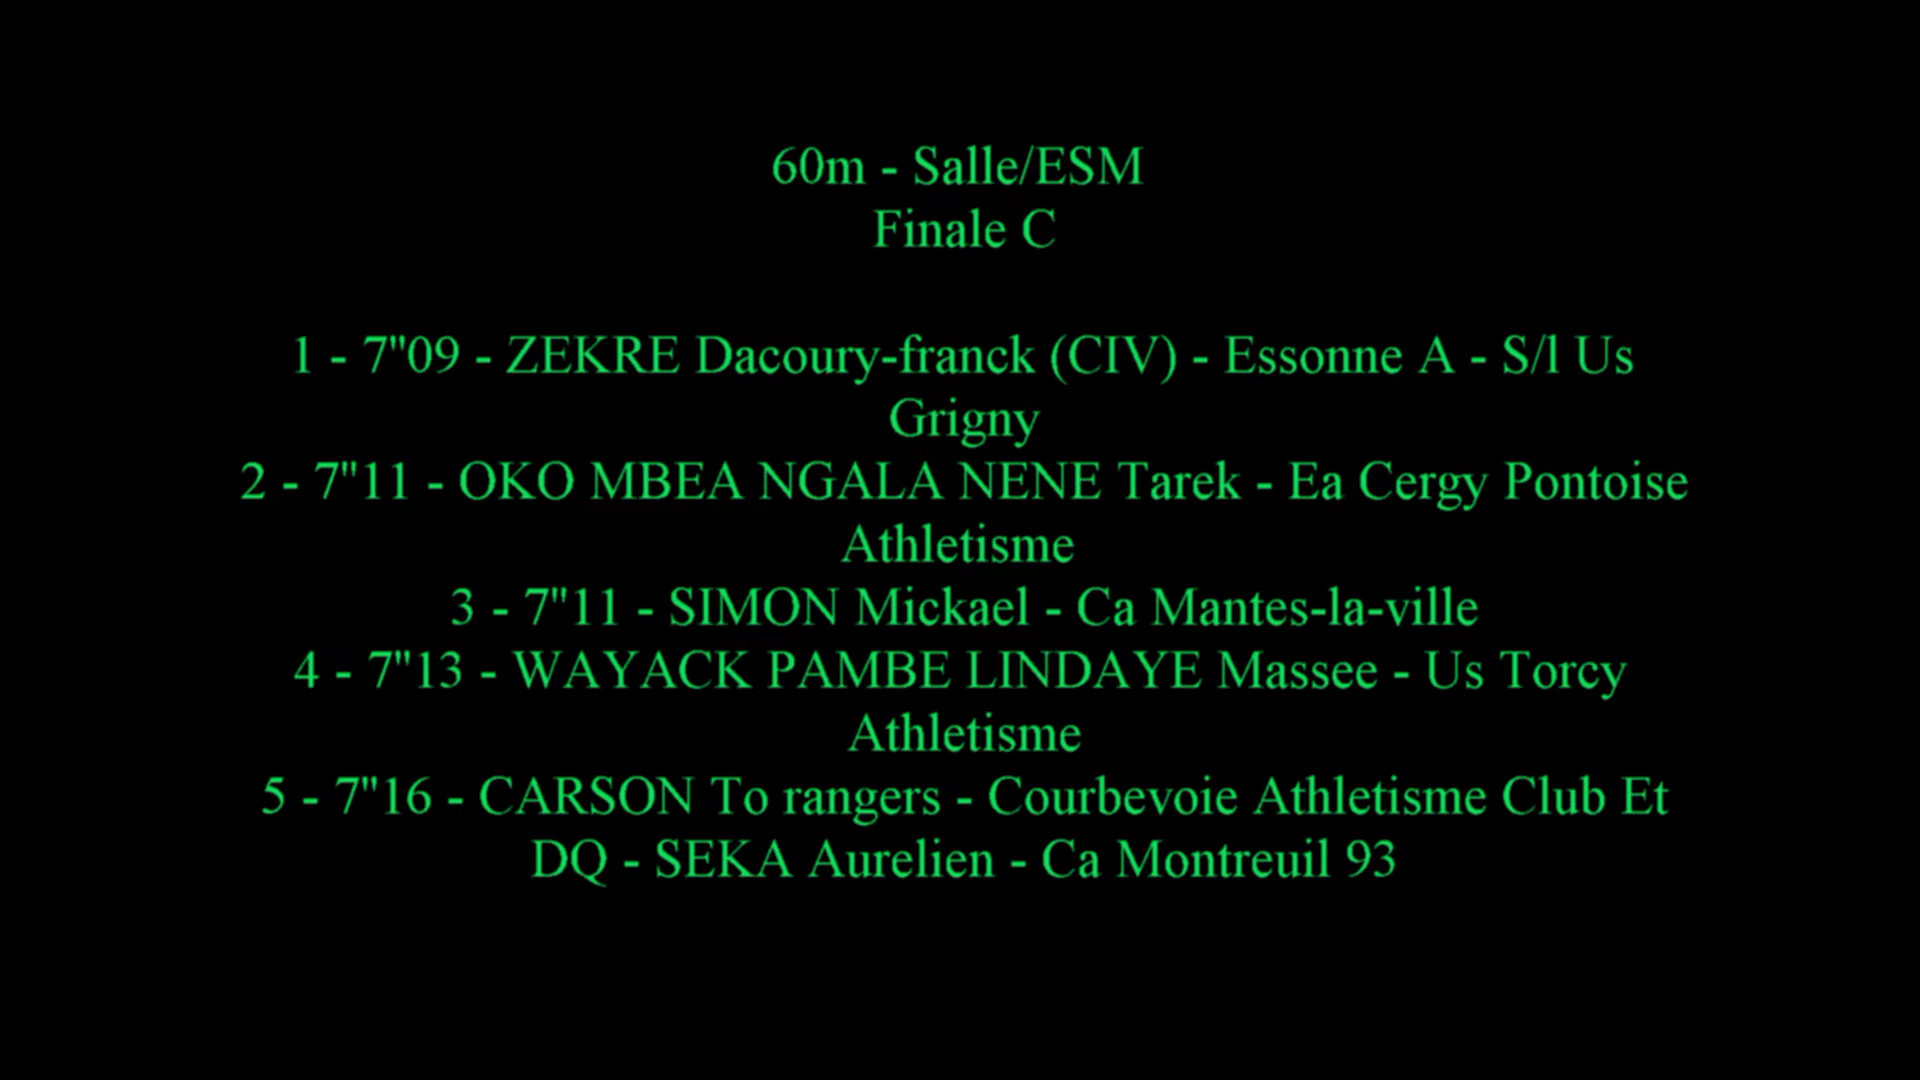 60m - Salle/ESM
Finale C
1 - 7"09 - ZEKRE Dacoury-franck (CIV) - Essonne A - S/l Us
Grigny
2 - 7"11 - OKO MBEA NGALA NENE Tarek - Ea Cergy Pontoise
Athletisme
3 - 7"11 - SIMON Mickael - Ca Mantes-la-ville
4 - 7"13 - WAYACK PAMBE LINDAYE Massee - Us Torcy
Athletisme
5 - 7"16 - CARSON To rangers - Courbevoie Athletisme Club Et
DQ - SEKA Aurelien - Ca Montreuil 93